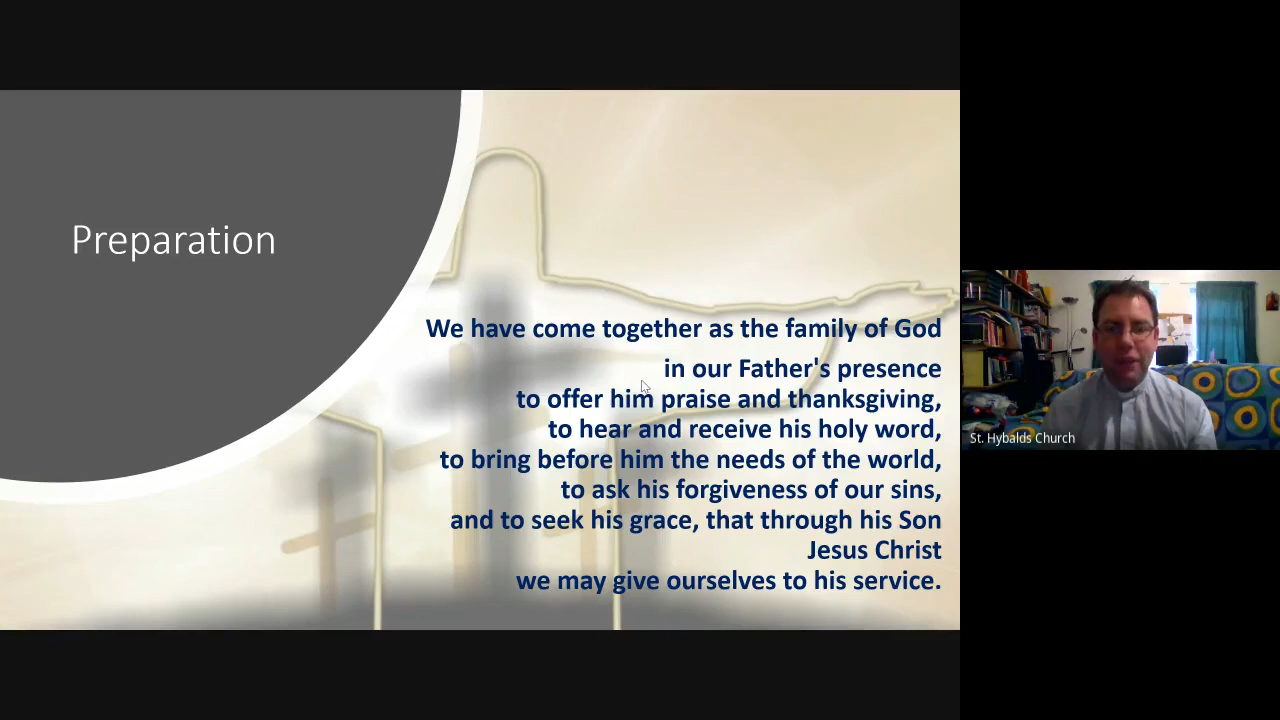 Preparation
We have come together as the family of God
in our Father's presence
to offer him praise and thanksgiving,
to hear and receive his holy word,
to bring before him the needs of the world,
to ask his forgiveness of our sins,
and to seek his grace, that through his Son
Jesus Christ
we may give ourselves to his service.
St. Hybalds Church